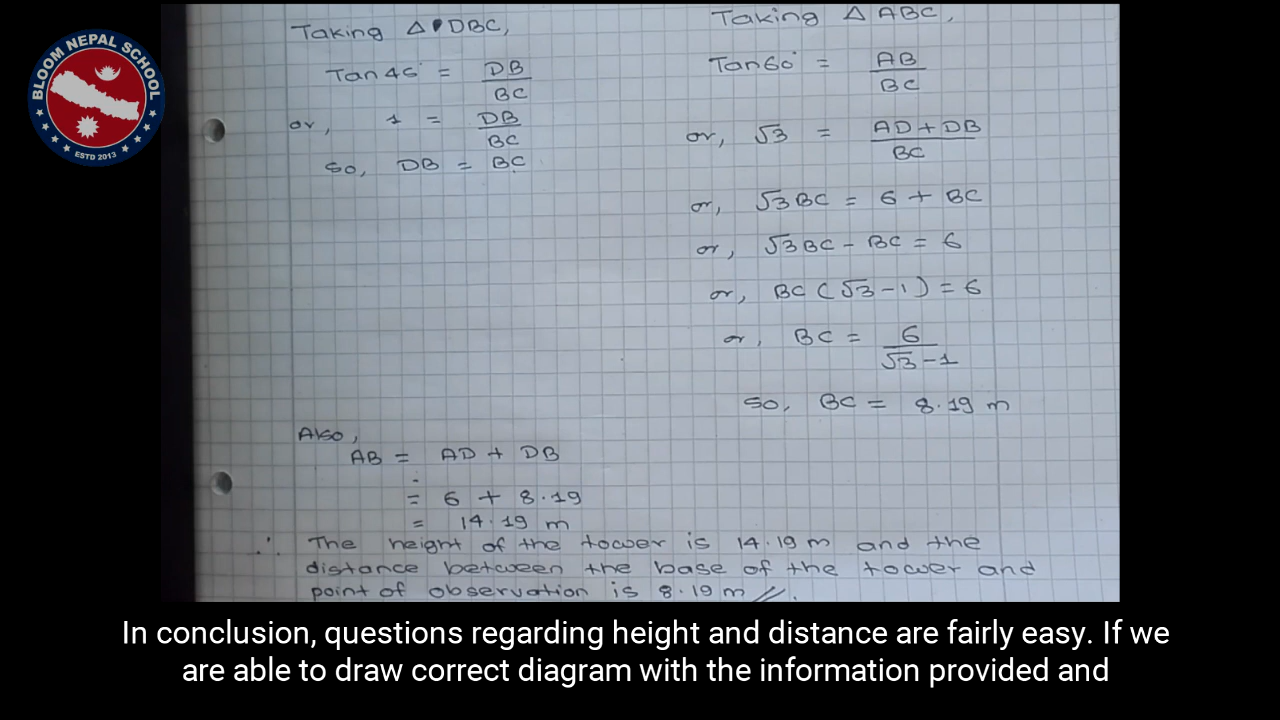 BLOOM NEPAL SCHOOL
ESTD 2013
Taking △ DBC,
Tan45° = DB/BC
or, 1 = DB/BC
so, DB = BC
Taking △ ABC,
Tan60° = AB/BC
or, √3 = AD + DB/BC
or, √3 BC = 6 + BC
or, √3 BC - BC = 6
or, BC (√3 - 1) = 6
or, BC = 6/√3 - 1
so, BC = 8.19 m
Also,
AB = AD + DB
= 6 + 8.19
= 14.19 m
∴ The height of the tower is 14.19 m and the
distance between the base of the tower and
point of observation is 8.19 m //.
In conclusion, questions regarding height and distance are fairly easy. If we
are able to draw correct diagram with the information provided and